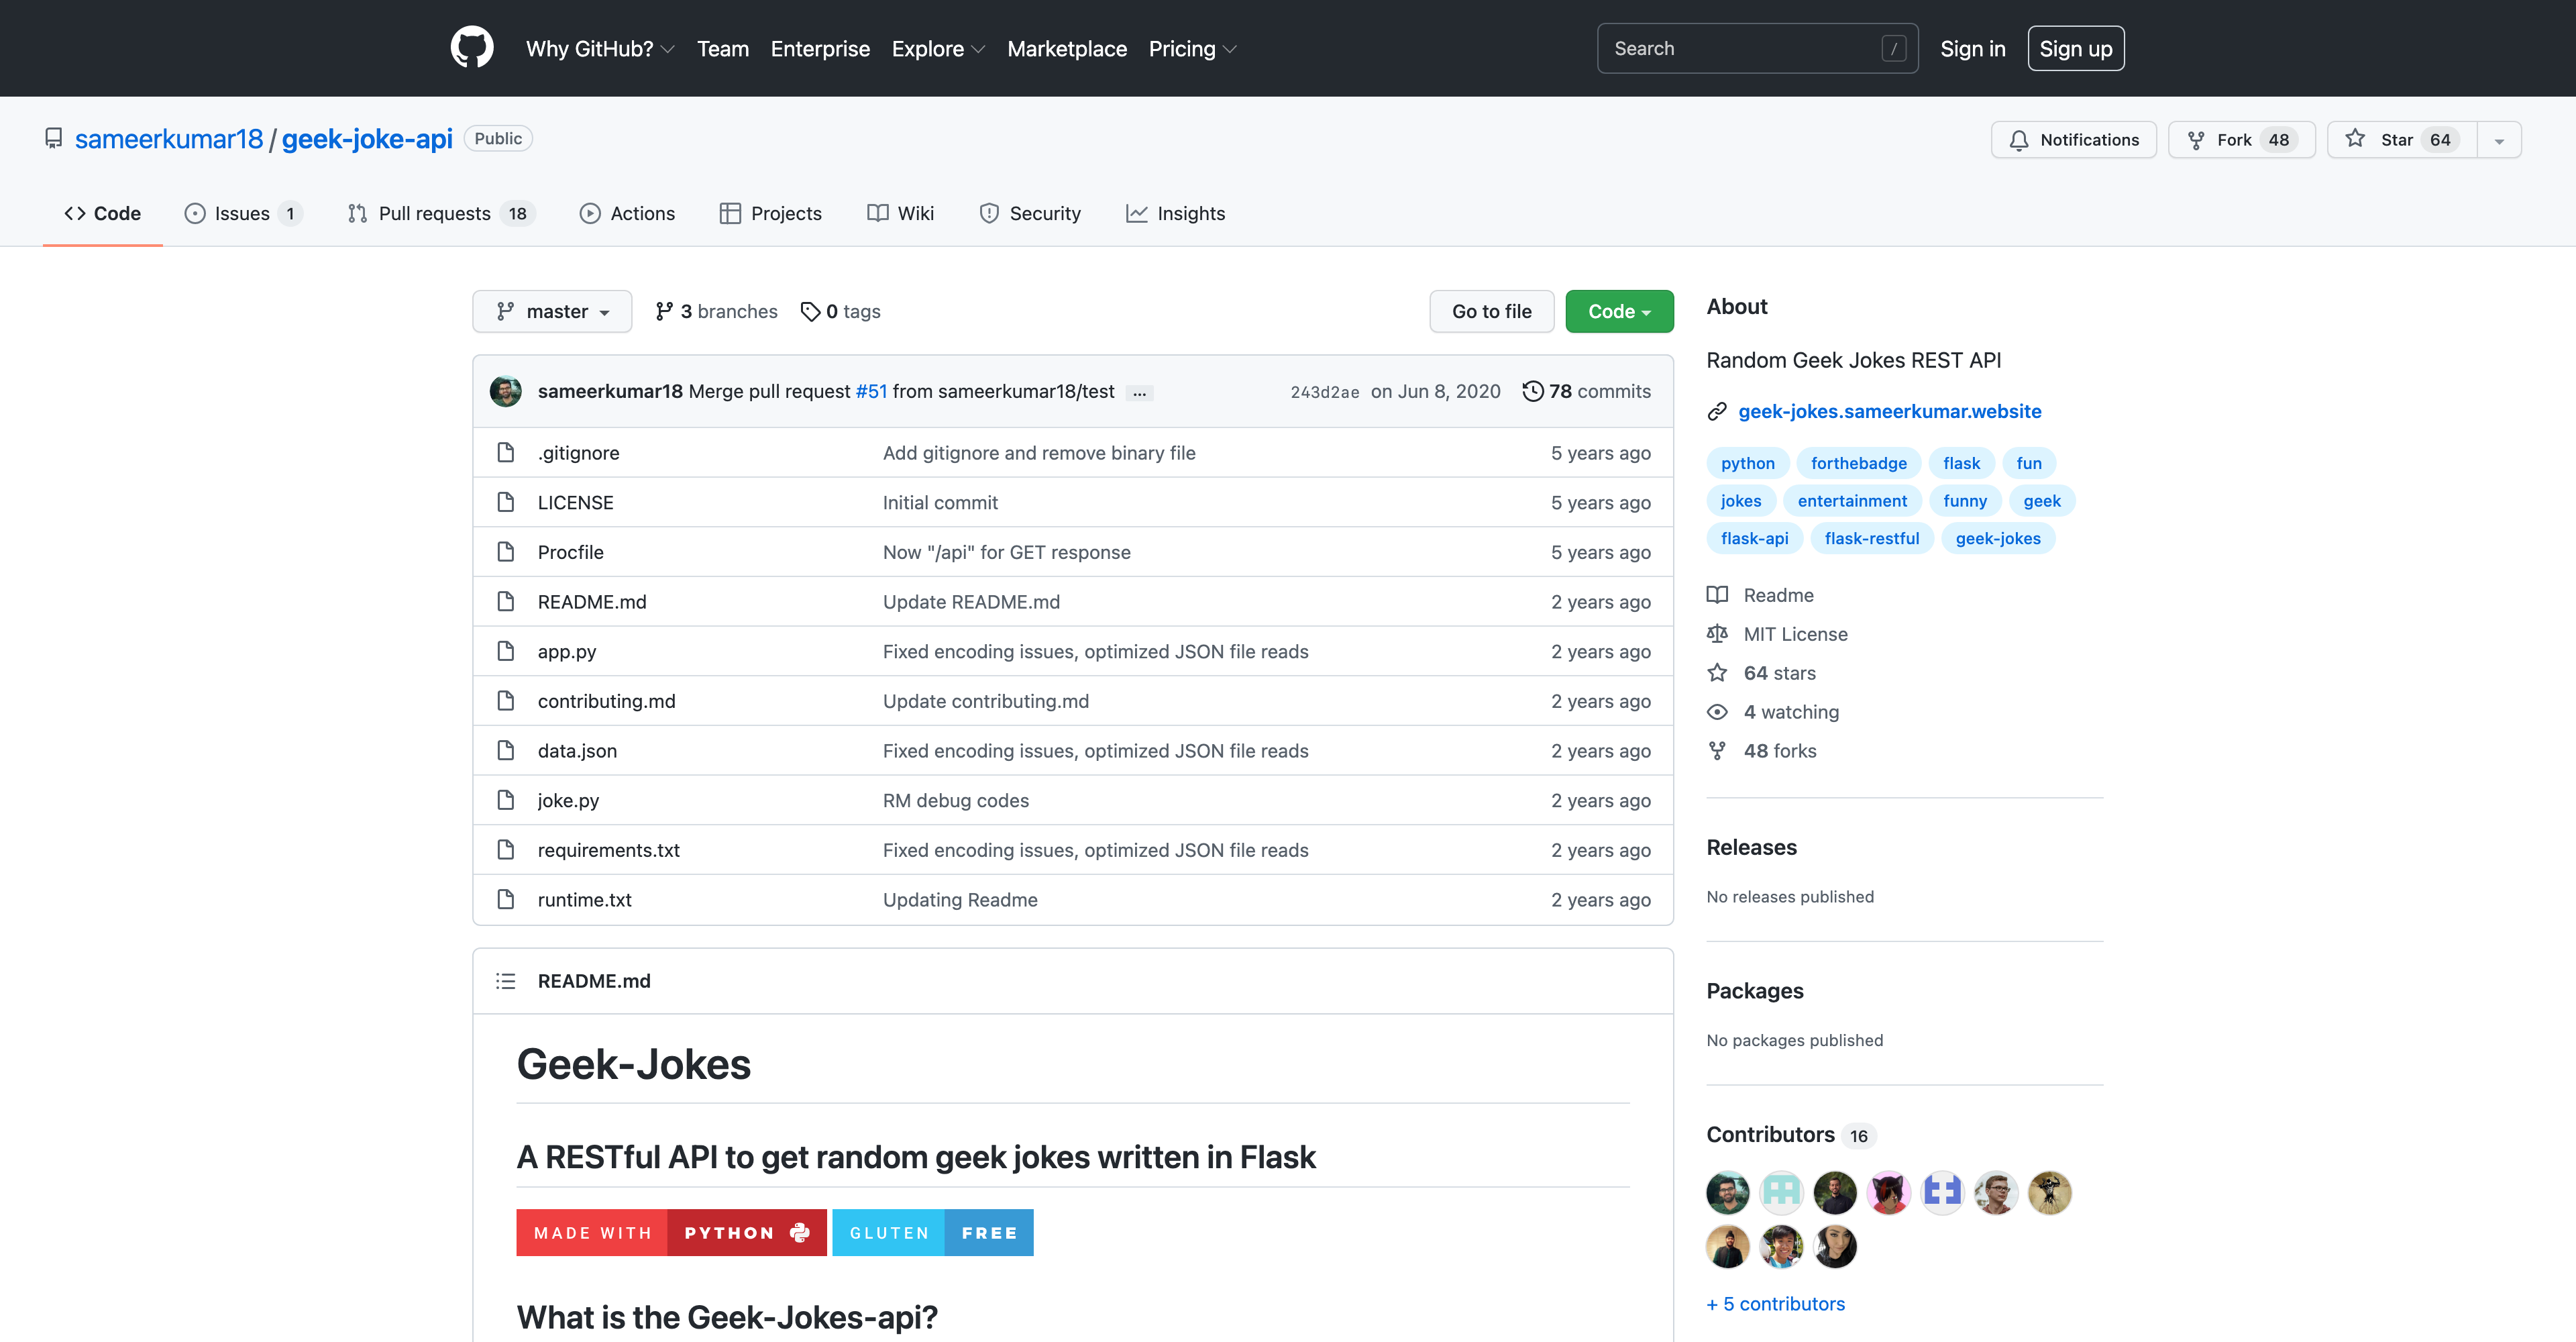 Why GitHub? Team Enterprise Explore Marketplace Pricing Search / Sign in Sign up
sameerkumar18 / geek-joke-api Public Notifications Fork 48 Star 64
Code Issues 1 Pull requests 18 Actions Projects Wiki Security Insights
master 3 branches 0 tags Go to file Code
sameerkumar18 Merge pull request #51 from sameerkumar18/test ... 243d2ae on Jun 8, 2020 78 commits
.gitignore Add gitignore and remove binary file 5 years ago
LICENSE Initial commit 5 years ago
Procfile Now "/api" for GET response 5 years ago
README.md Update README.md 2 years ago
app.py Fixed encoding issues, optimized JSON file reads 2 years ago
contributing.md Update contributing.md 2 years ago
data.json Fixed encoding issues, optimized JSON file reads 2 years ago
joke.py RM debug codes 2 years ago
requirements.txt Fixed encoding issues, optimized JSON file reads 2 years ago
runtime.txt Updating Readme 2 years ago
README.md
Geek-Jokes
A RESTful API to get random geek jokes written in Flask
MADE WITH PYTHON GLUTEN FREE
What is the Geek-Jokes-api?
About
Random Geek Jokes REST API
geek-jokes.sameerkumar.website
python forthebadge flask fun
jokes entertainment funny geek
flask-api flask-restful geek-jokes
Readme
MIT License
64 stars
4 watching
48 forks
Releases
No releases published
Packages
No packages published
Contributors 16
+ 5 contributors